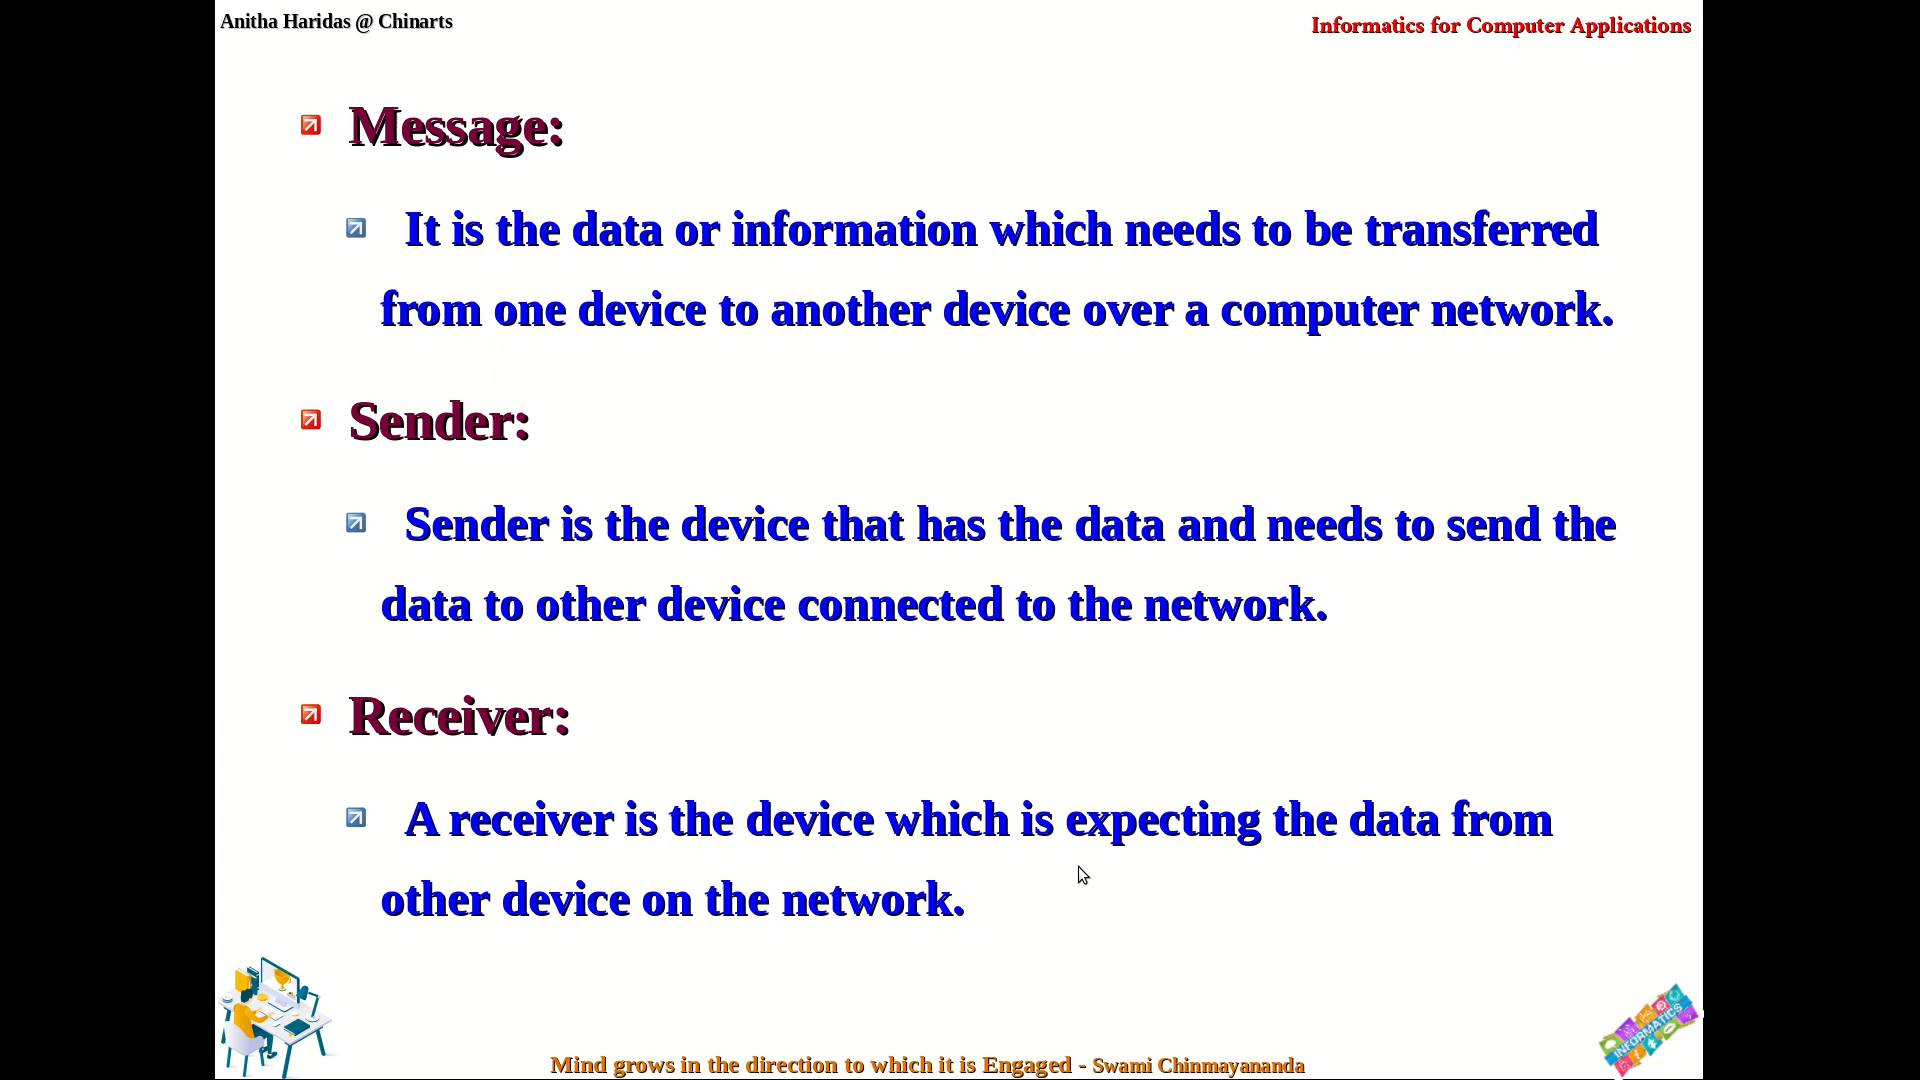 Anitha Haridas @ Chinarts
Informatics for Computer Applications
Message:
It is the data or information which needs to be transferred
from one device to another device over a computer network.
Sender:
Sender is the device that has the data and needs to send the
data to other device connected to the network.
Receiver:
A receiver is the device which is expecting the data from
other device on the network.
INFORMATICS
Mind grows in the direction to which it is Engaged - Swami Chinmayananda